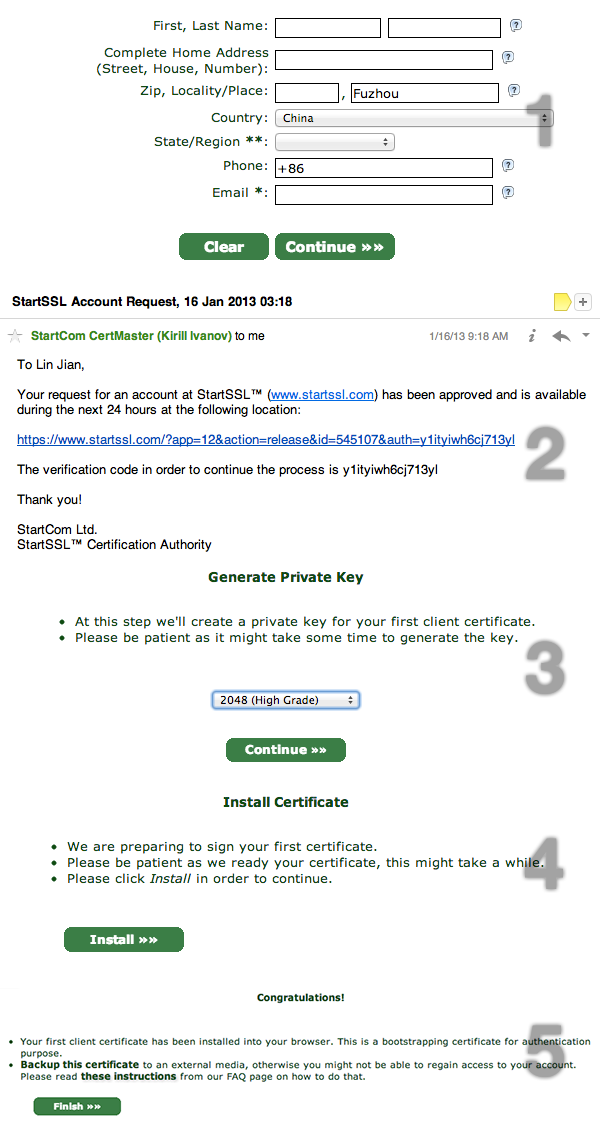 First, Last Name:
Complete Home Address
(Street, House, Number):
Zip, Locality/Place: , Fuzhou
Country: China
1
State/Region **:
Phone: +86
Email *:
Clear Continue »»
StartSSL Account Request, 16 Jan 2013 03:18
StartCom CertMaster (Kirill Ivanov) to me 1/16/13 9:18 AM
To Lin Jian,
Your request for an account at StartSSL™ (www.startssl.com) has been approved and is available
during the next 24 hours at the following location:
https://www.startssl.com/?app=12&action=release&id=545107&auth=y1ityiwh6cj713yl
2
The verification code in order to continue the process is y1ityiwh6cj713yl
Thank you!
StartCom Ltd.
StartSSL™ Certification Authority
Generate Private Key
• At this step we'll create a private key for your first client certificate.
• Please be patient as it might take some time to generate the key.
3
2048 (High Grade)
Continue »»
Install Certificate
• We are preparing to sign your first certificate.
• Please be patient as we ready your certificate, this might take a while.
4
• Please click Install in order to continue.
Install »»
Congratulations!
• Your first client certificate has been installed into your browser. This is a bootstrapping certificate for authentication
purpose.
5
• Backup this certificate to an external media, otherwise you might not be able to regain access to your account.
Please read these instructions from our FAQ page on how to do that.
Finish »»